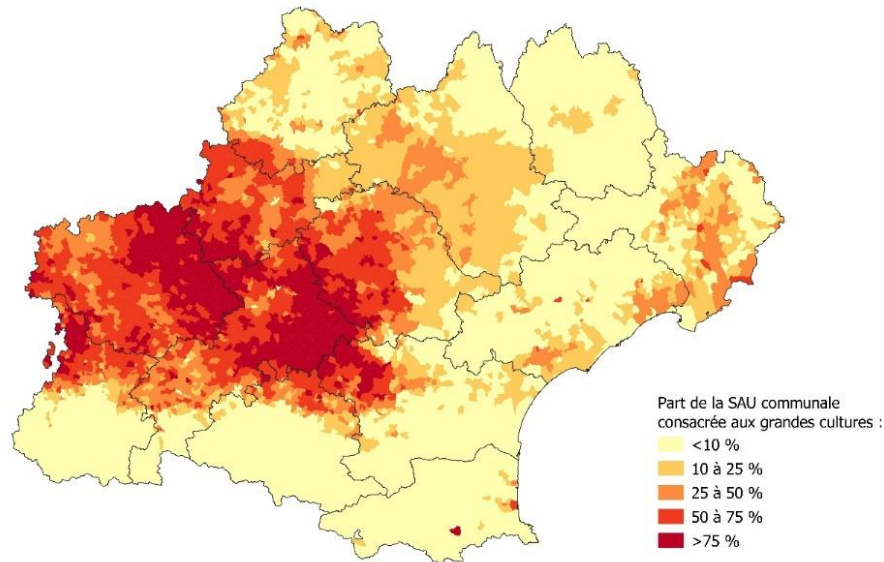 Part de la SAU communale
consacrée aux grandes cultures :
<10 %
10 à 25 %
25 à 50 %
50 à 75 %
>75 %